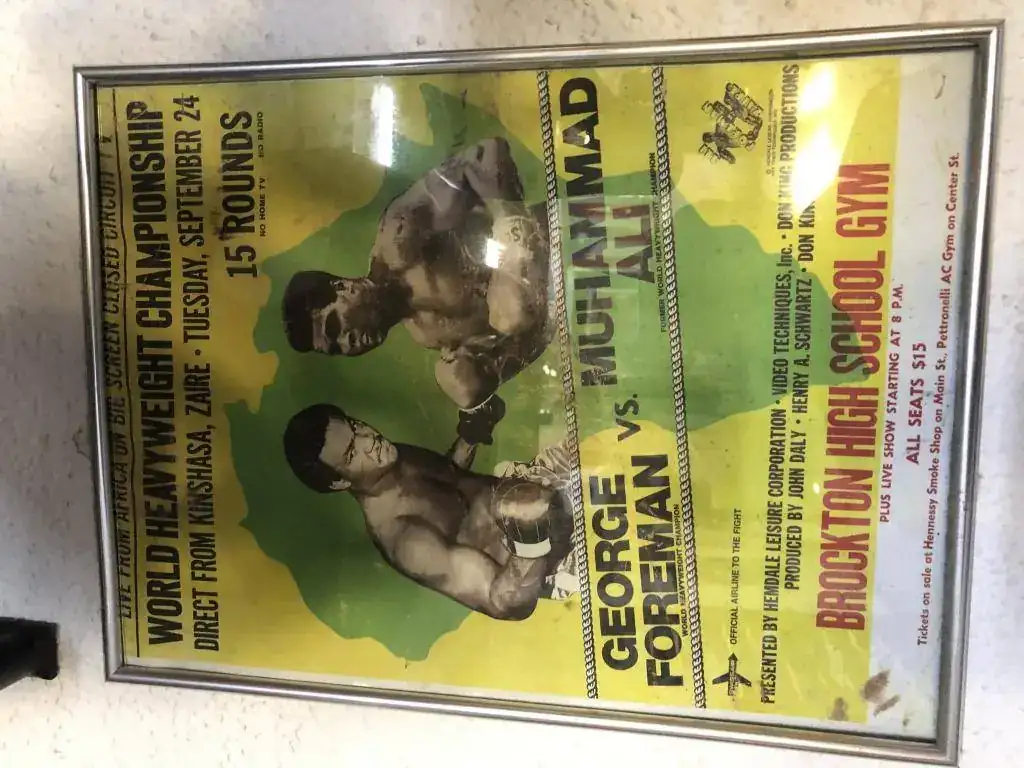 LIVE FROM AFRICA ON BIG SCREEN CLOSED CIRCUIT TV
WORLD HEAVYWEIGHT CHAMPIONSHIP
DIRECT FROM KINSHASA, ZAIRE • TUESDAY, SEPTEMBER 24
15 ROUNDS
NO HOME TV NO RADIO
GEORGE FOREMAN
WORLD HEAVYWEIGHT CHAMPION
VS.
MUHAMMAD ALI
FORMER WORLD HEAVYWEIGHT CHAMPION
OFFICIAL AIRLINE TO THE FIGHT
PRESENTED BY HEMDALE LEISURE CORPORATION • VIDEO TECHNIQUES, Inc. • DON KING PRODUCTIONS
PRODUCED BY JOHN DALY • HENRY A. SCHWARTZ • DON KIN
BROCKTON HIGH SCHOOL GYM
PLUS LIVE SHOW STARTING AT 8 P.M.
ALL SEATS $15
Tickets on sale at Hennessy Smoke Shop on Main St., Pettronelli AC Gym on Center St.